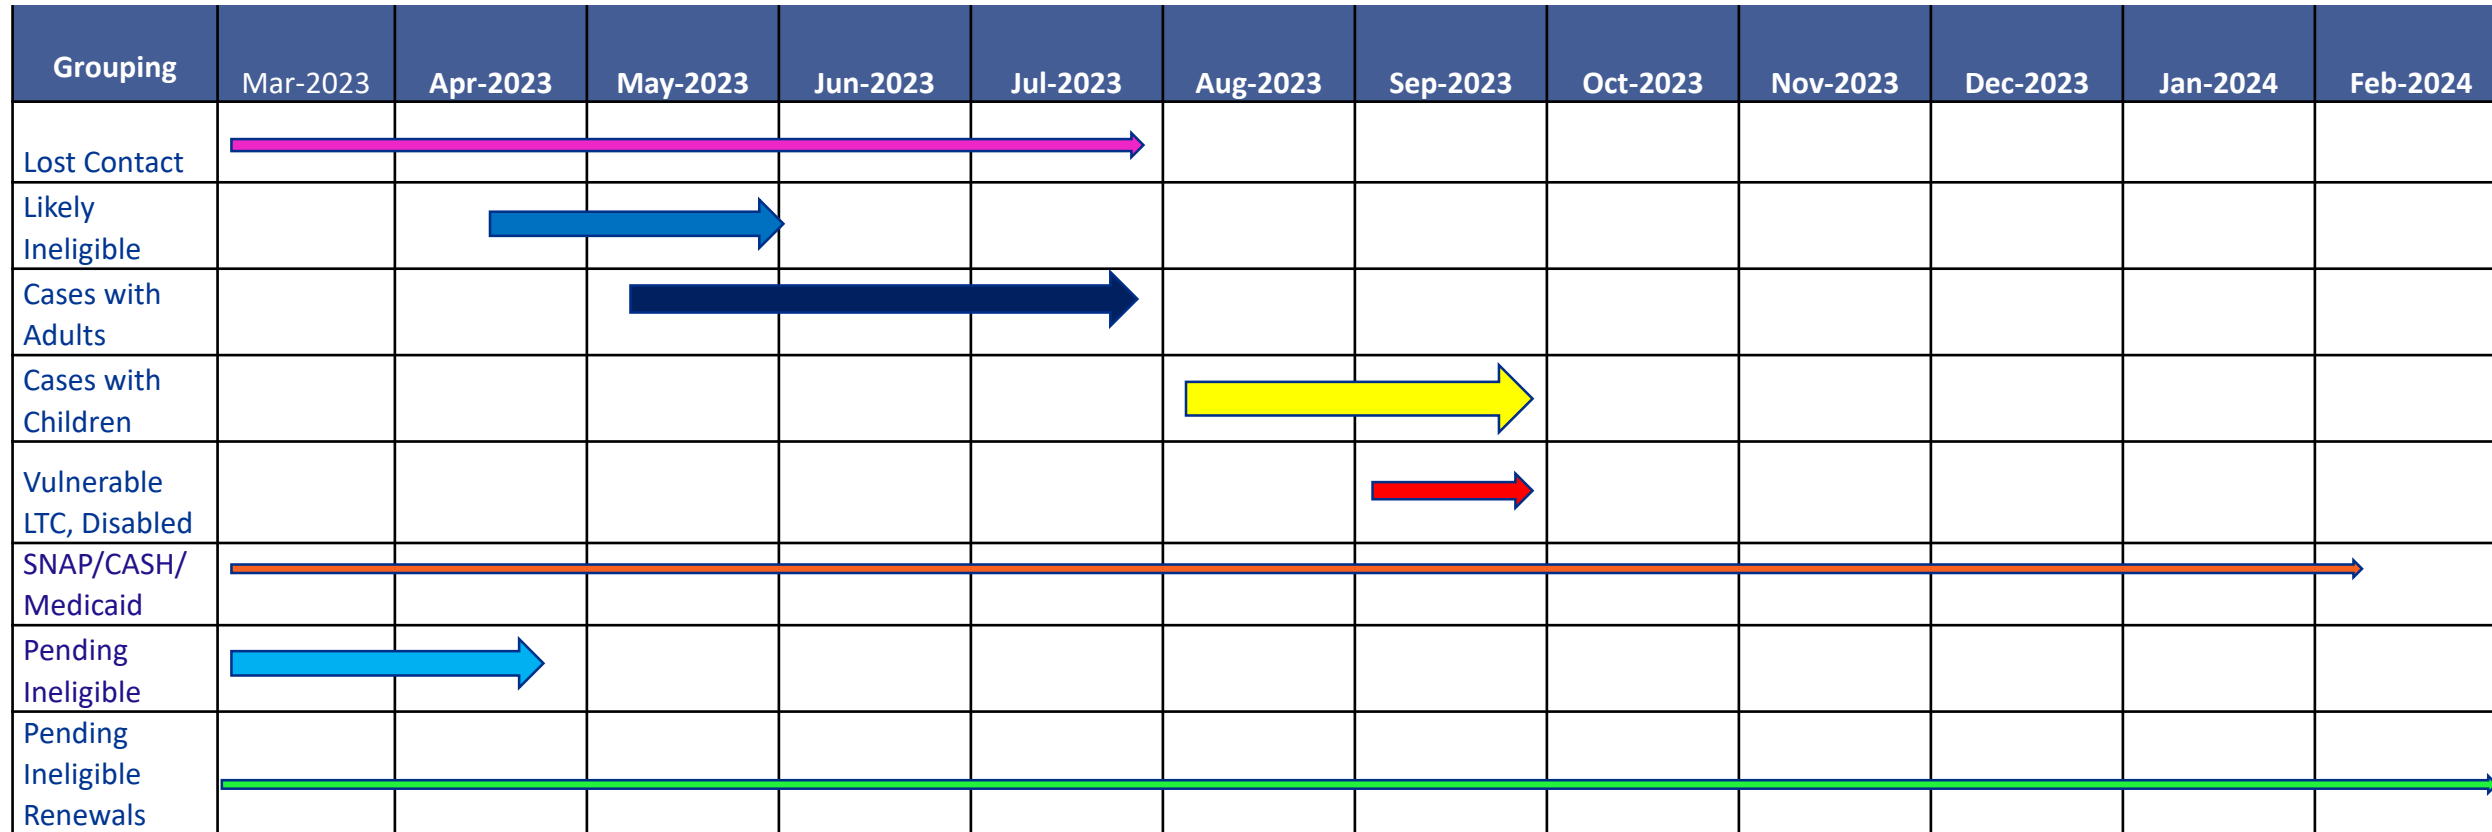 Grouping
Mar-2023
Apr-2023
May-2023
Jun-2023
Jul-2023
Aug-2023
Sep-2023
Oct-2023
Nov-2023
Dec-2023
Jan-2024
Feb-2024
Lost Contact
Likely
Ineligible
Cases with
Adults
Cases with
Children
Vulnerable
LTC, Disabled
SNAP/CASH/
Medicaid
Pending
Ineligible
Pending
Ineligible
Renewals